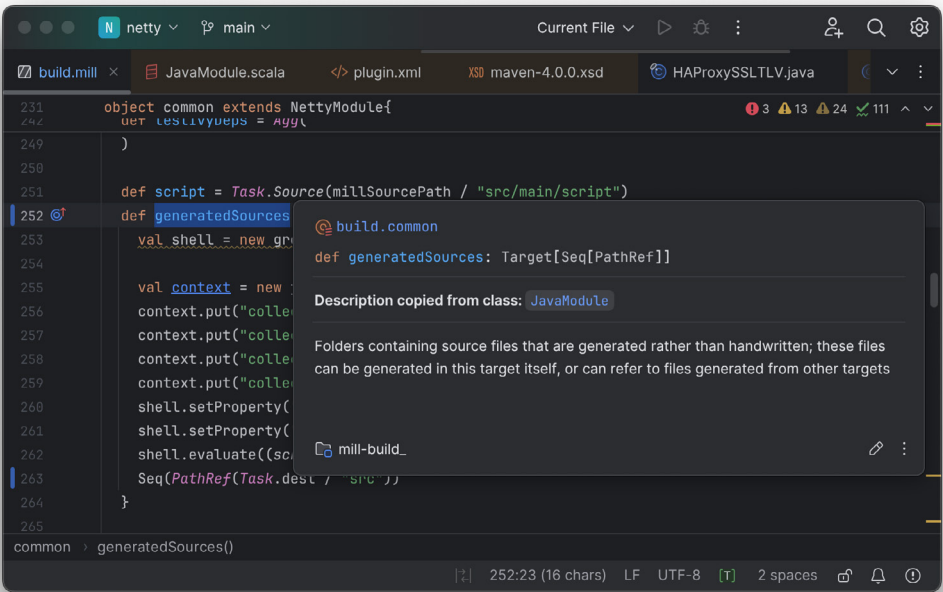 N netty main Current File
build.mill JavaModule.scala </> plugin.xml XSD maven-4.0.0.xsd HAProxySSLTLV.java
231 object common extends NettyModule{ 3 13 24 111
242 def testIvyDeps = Agg(
249 )
250
251 def script = Task.Source(millSourcePath / "src/main/script")
252 def generatedSources
253 val shell = new gro
254
255 val context = new
256 context.put("colle
257 context.put("colle
258 context.put("colle
259 context.put("colle
260 shell.setProperty(
261 shell.setProperty(
262 shell.evaluate((sc
263 Seq(PathRef(Task.dest / "src"))
264 }
265
build.common
def generatedSources: Target[Seq[PathRef]]
Description copied from class: JavaModule
Folders containing source files that are generated rather than handwritten; these files
can be generated in this target itself, or can refer to files generated from other targets
mill-build_
common › generatedSources()
252:23 (16 chars) LF UTF-8 [T] 2 spaces